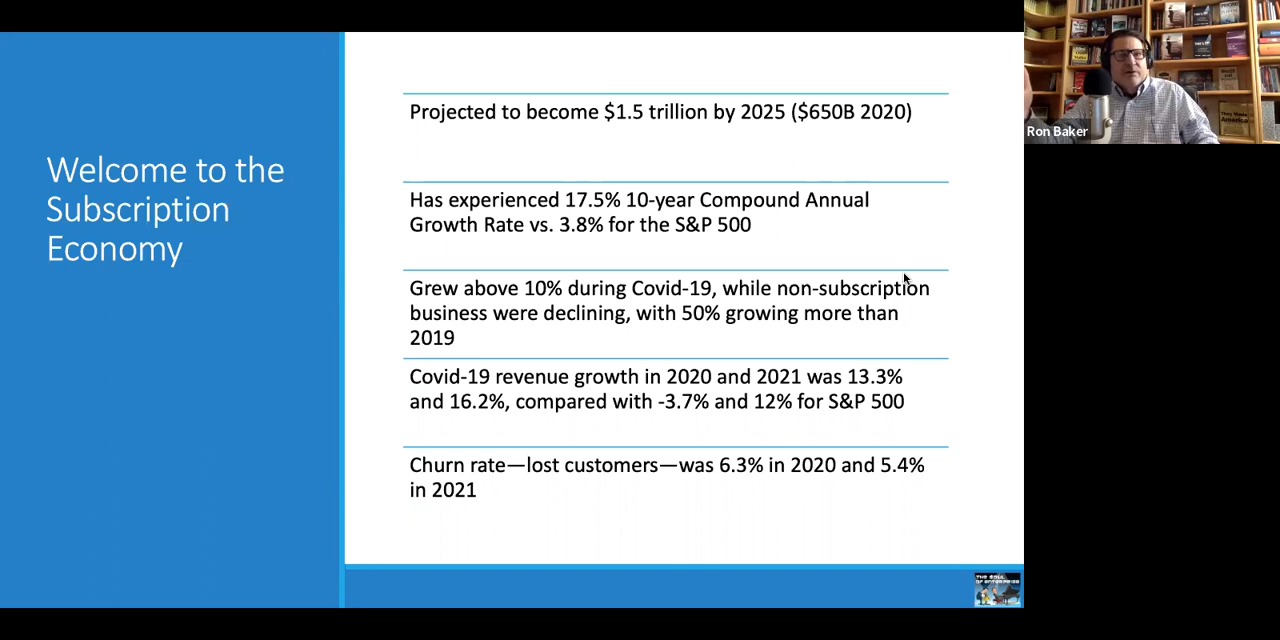 Welcome to the
Subscription
Economy
Projected to become $1.5 trillion by 2025 ($650B 2020)
Has experienced 17.5% 10-year Compound Annual
Growth Rate vs. 3.8% for the S&P 500
Grew above 10% during Covid-19, while non-subscription
business were declining, with 50% growing more than
2019
Covid-19 revenue growth in 2020 and 2021 was 13.3%
and 16.2%, compared with -3.7% and 12% for S&P 500
Churn rate—lost customers—was 6.3% in 2020 and 5.4%
in 2021
Ron Baker
THE SOUL
OF ENTERPRISE